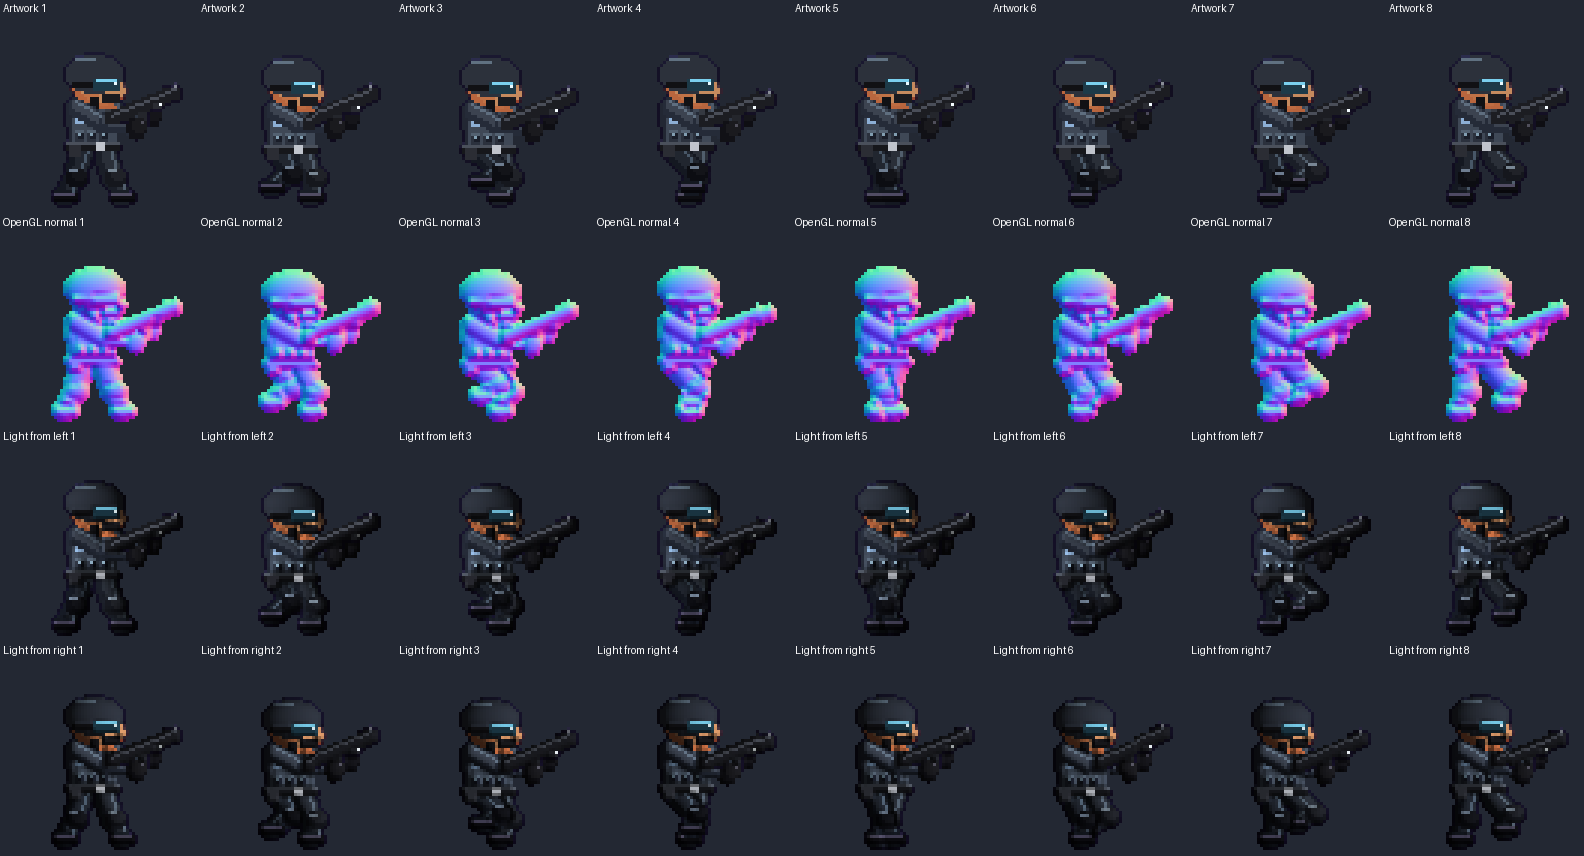 Artwork 1 Artwork 2 Artwork 3 Artwork 4 Artwork 5 Artwork 6 Artwork 7 Artwork 8
OpenGL normal 1 OpenGL normal 2 OpenGL normal 3 OpenGL normal 4 OpenGL normal 5 OpenGL normal 6 OpenGL normal 7 OpenGL normal 8
Light from left 1 Light from left 2 Light from left 3 Light from left 4 Light from left 5 Light from left 6 Light from left 7 Light from left 8
Light from right 1 Light from right 2 Light from right 3 Light from right 4 Light from right 5 Light from right 6 Light from right 7 Light from right 8